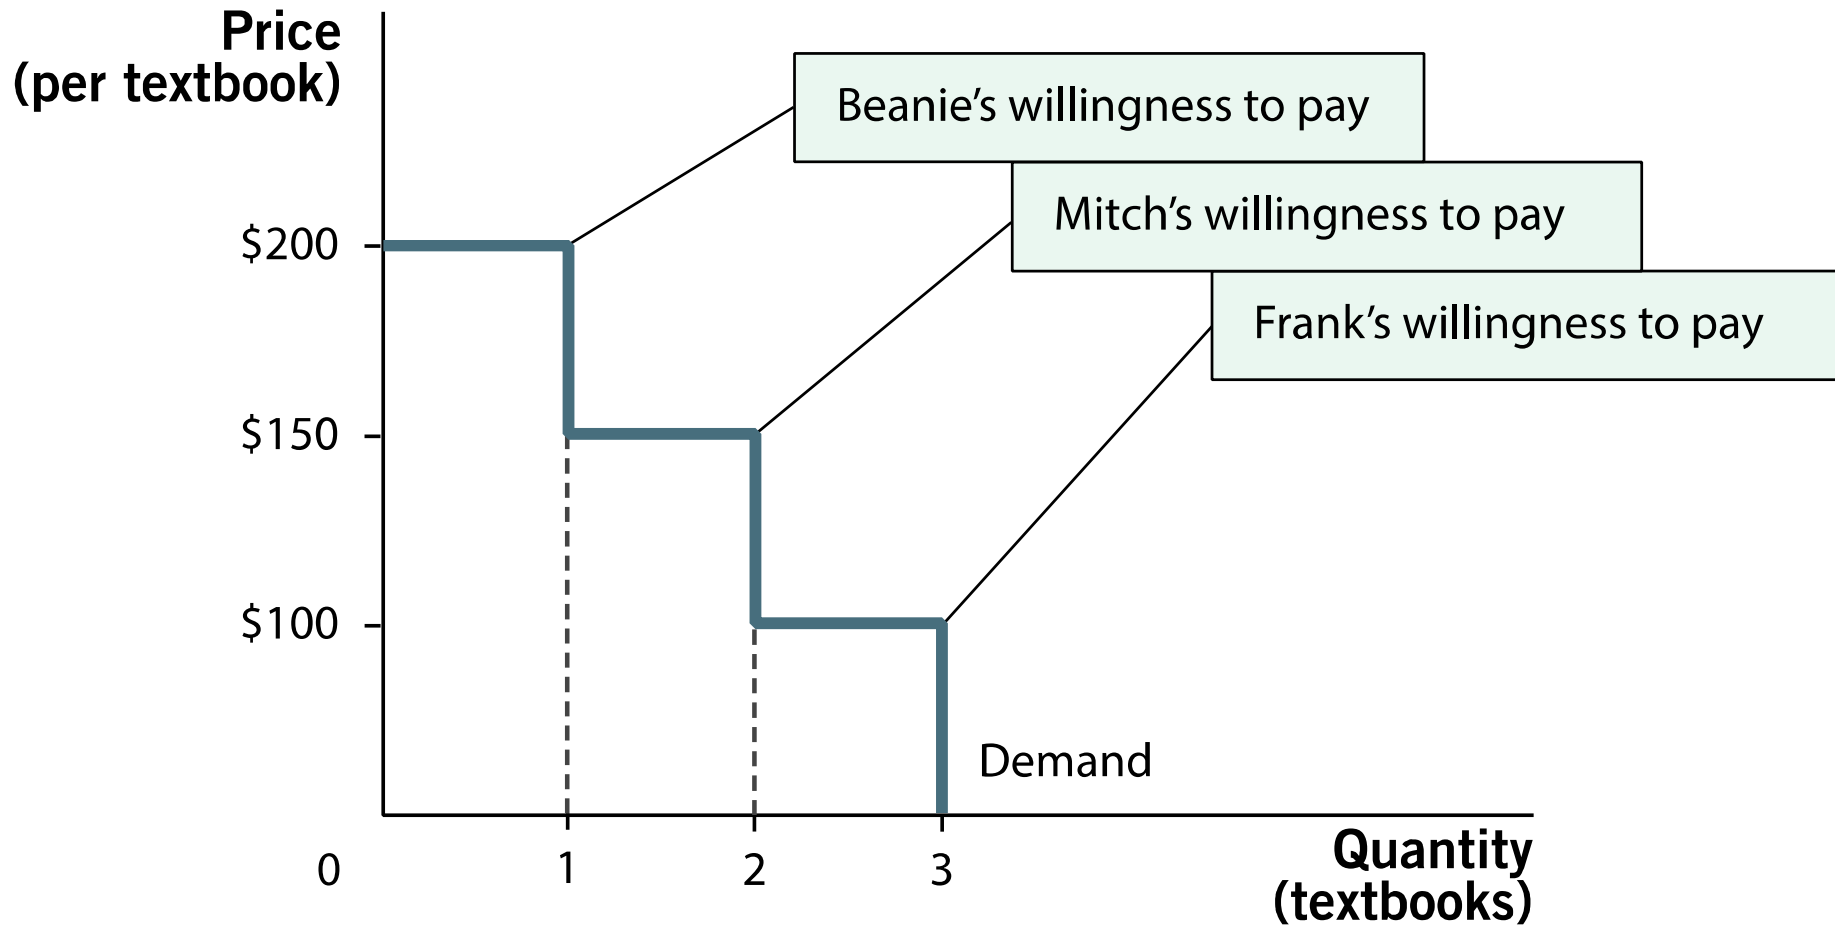 Price
(per textbook)
Beanie’s willingness to pay
Mitch’s willingness to pay
Frank’s willingness to pay
$200
$150
$100
Demand
0
1
2
3
Quantity
(textbooks)